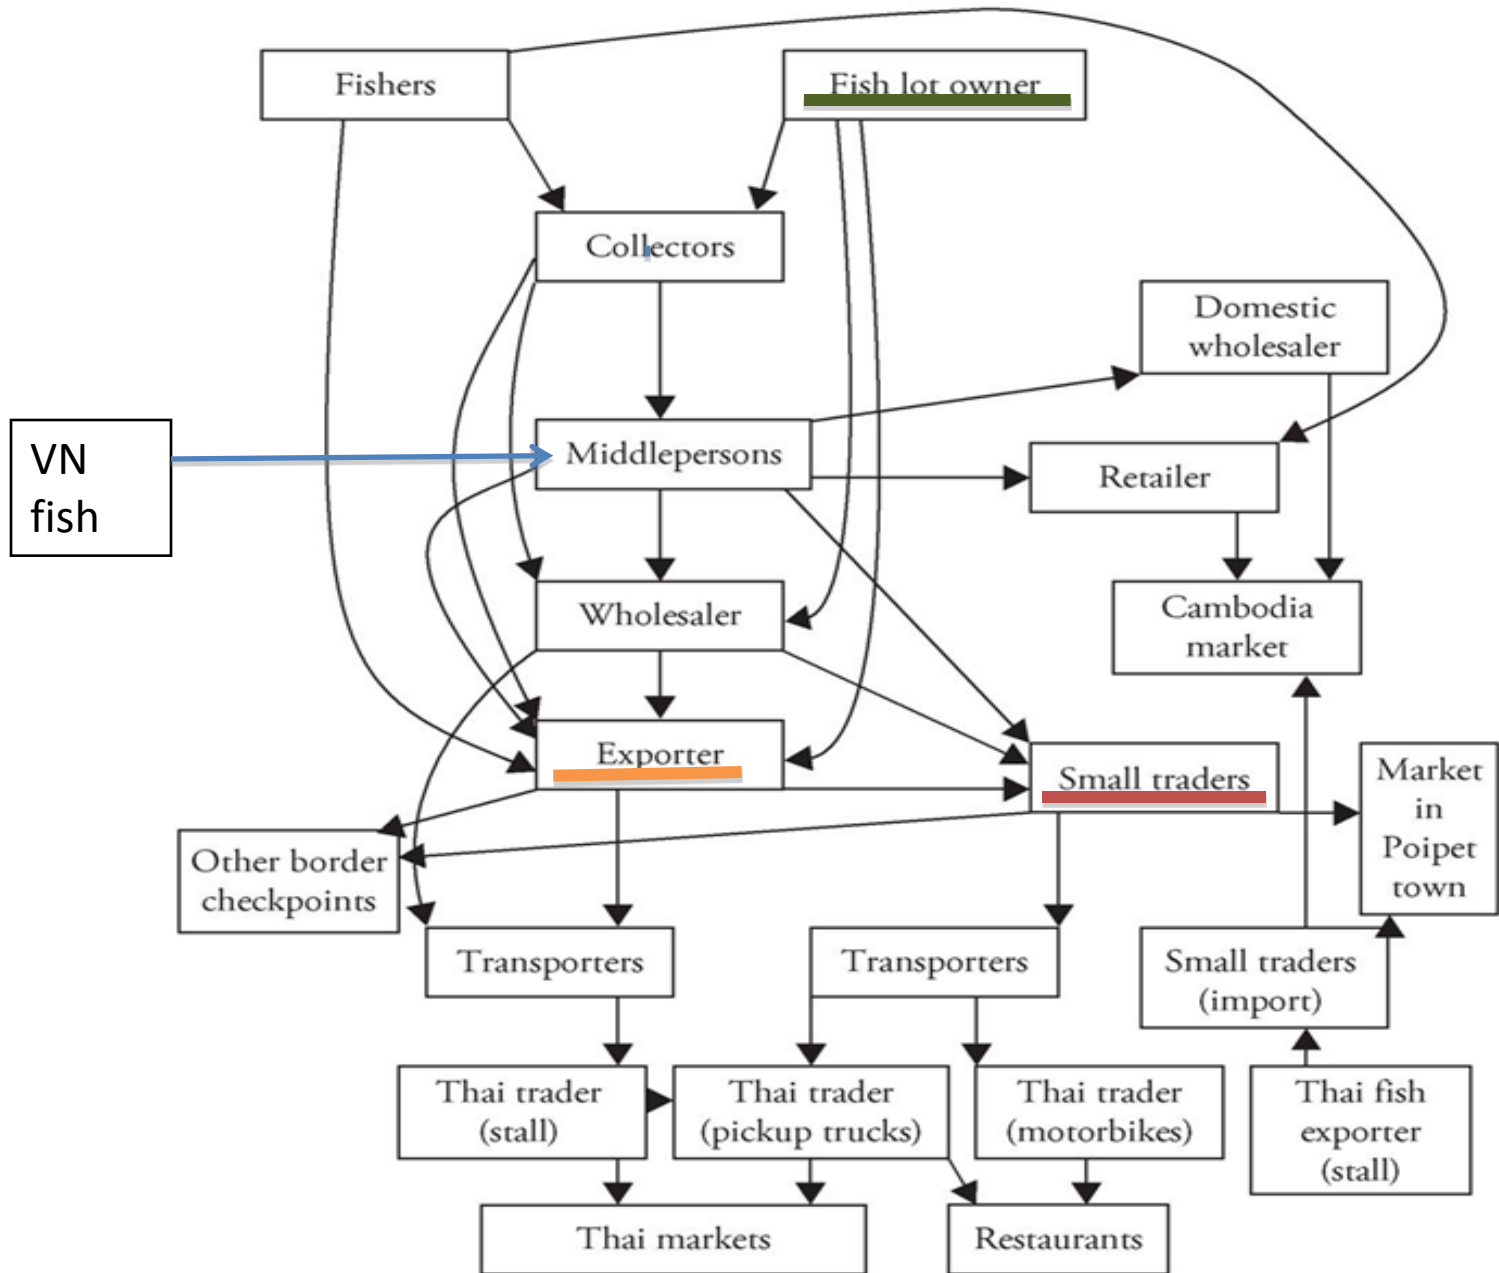 Fishers
Fish lot owner
Collectors
Domestic
wholesaler
VN
fish
Middlepersons
Retailer
Wholesaler
Cambodia
market
Exporter
Small traders
Market
in
Poipet
town
Other border
checkpoints
Transporters
Transporters
Small traders
(import)
Thai trader
(stall)
Thai trader
(pickup trucks)
Thai trader
(motorbikes)
Thai fish
exporter
(stall)
Thai markets
Restaurants